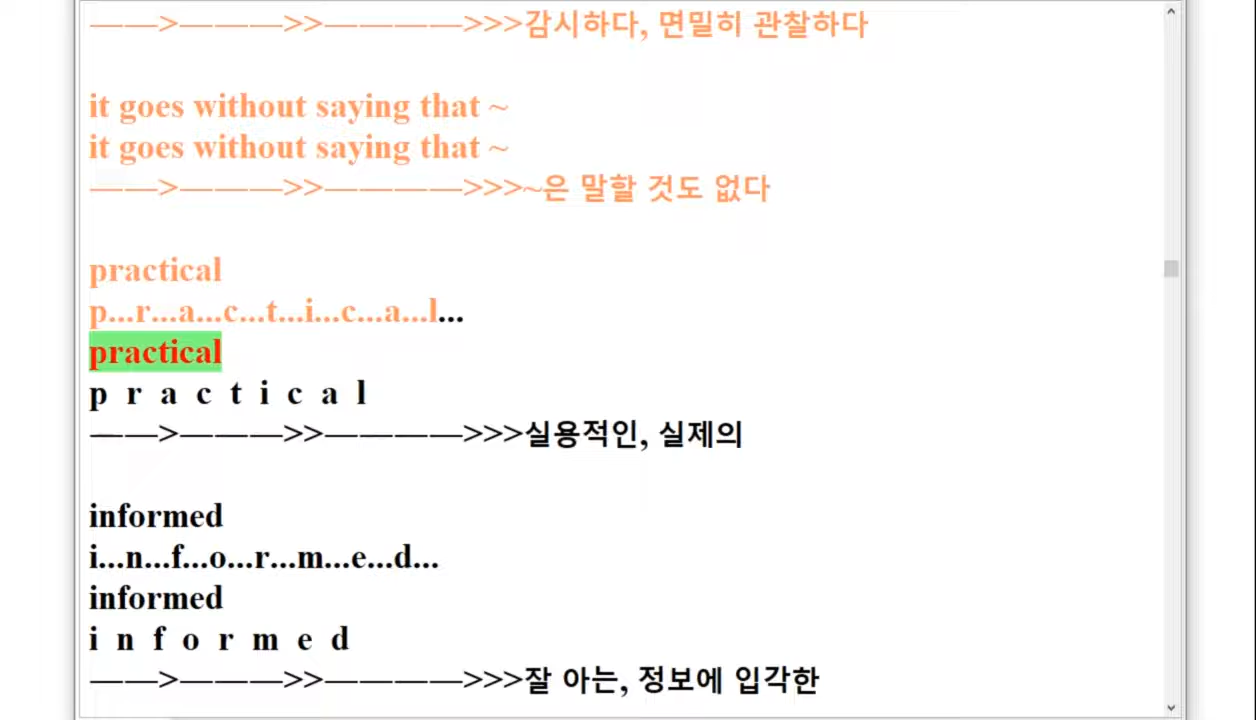 ——>———>>————>>>감시하다, 면밀히 관찰하다
it goes without saying that ~
it goes without saying that ~
——>———>>————>>>~은 말할 것도 없다
practical
p...r...a...c...t...i...c...a...l...
practical
p r a c t i c a l
——>———>>————>>>실용적인, 실제의
informed
i...n...f...o...r...m...e...d...
informed
i n f o r m e d
——>———>>————>>>잘 아는, 정보에 입각한